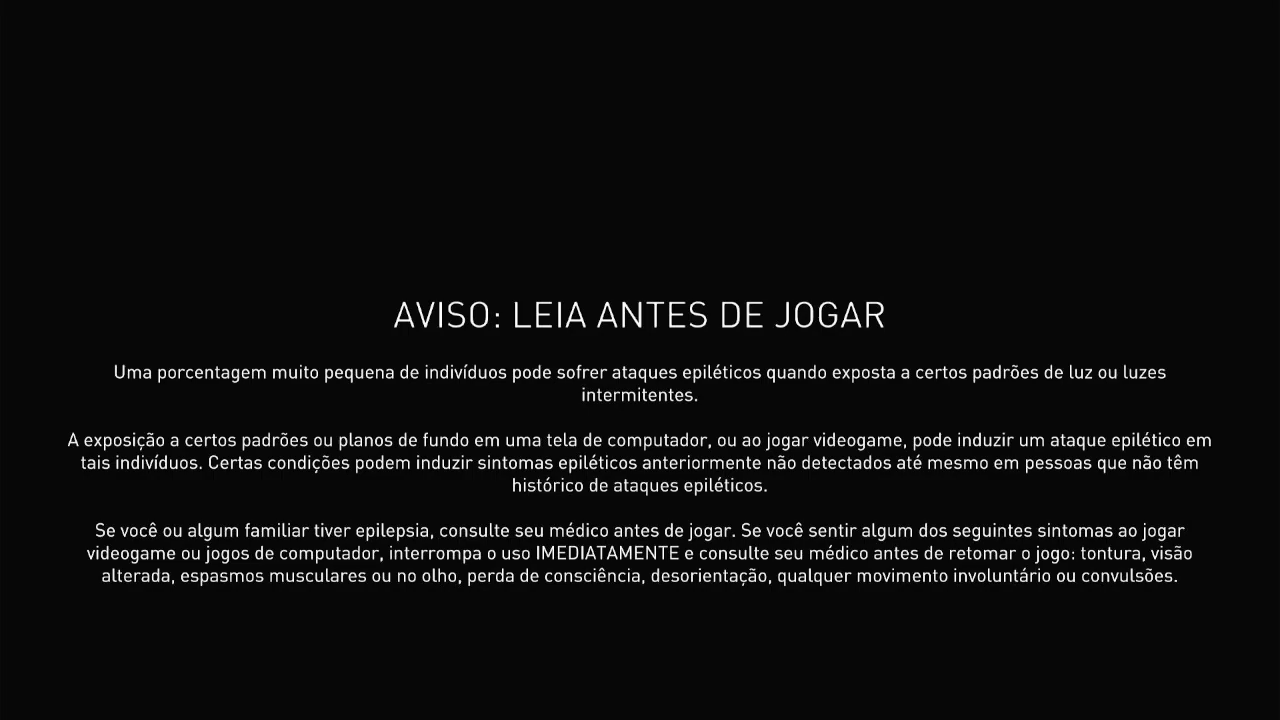 AVISO: LEIA ANTES DE JOGAR
Uma porcentagem muito pequena de indivíduos pode sofrer ataques epiléticos quando exposta a certos padrões de luz ou luzes
intermitentes.
A exposição a certos padrões ou planos de fundo em uma tela de computador, ou ao jogar videogame, pode induzir um ataque epilético em
tais indivíduos. Certas condições podem induzir sintomas epiléticos anteriormente não detectados até mesmo em pessoas que não têm
histórico de ataques epiléticos.
Se você ou algum familiar tiver epilepsia, consulte seu médico antes de jogar. Se você sentir algum dos seguintes sintomas ao jogar
videogame ou jogos de computador, interrompa o uso IMEDIATAMENTE e consulte seu médico antes de retomar o jogo: tontura, visão
alterada, espasmos musculares ou no olho, perda de consciência, desorientação, qualquer movimento involuntário ou convulsões.